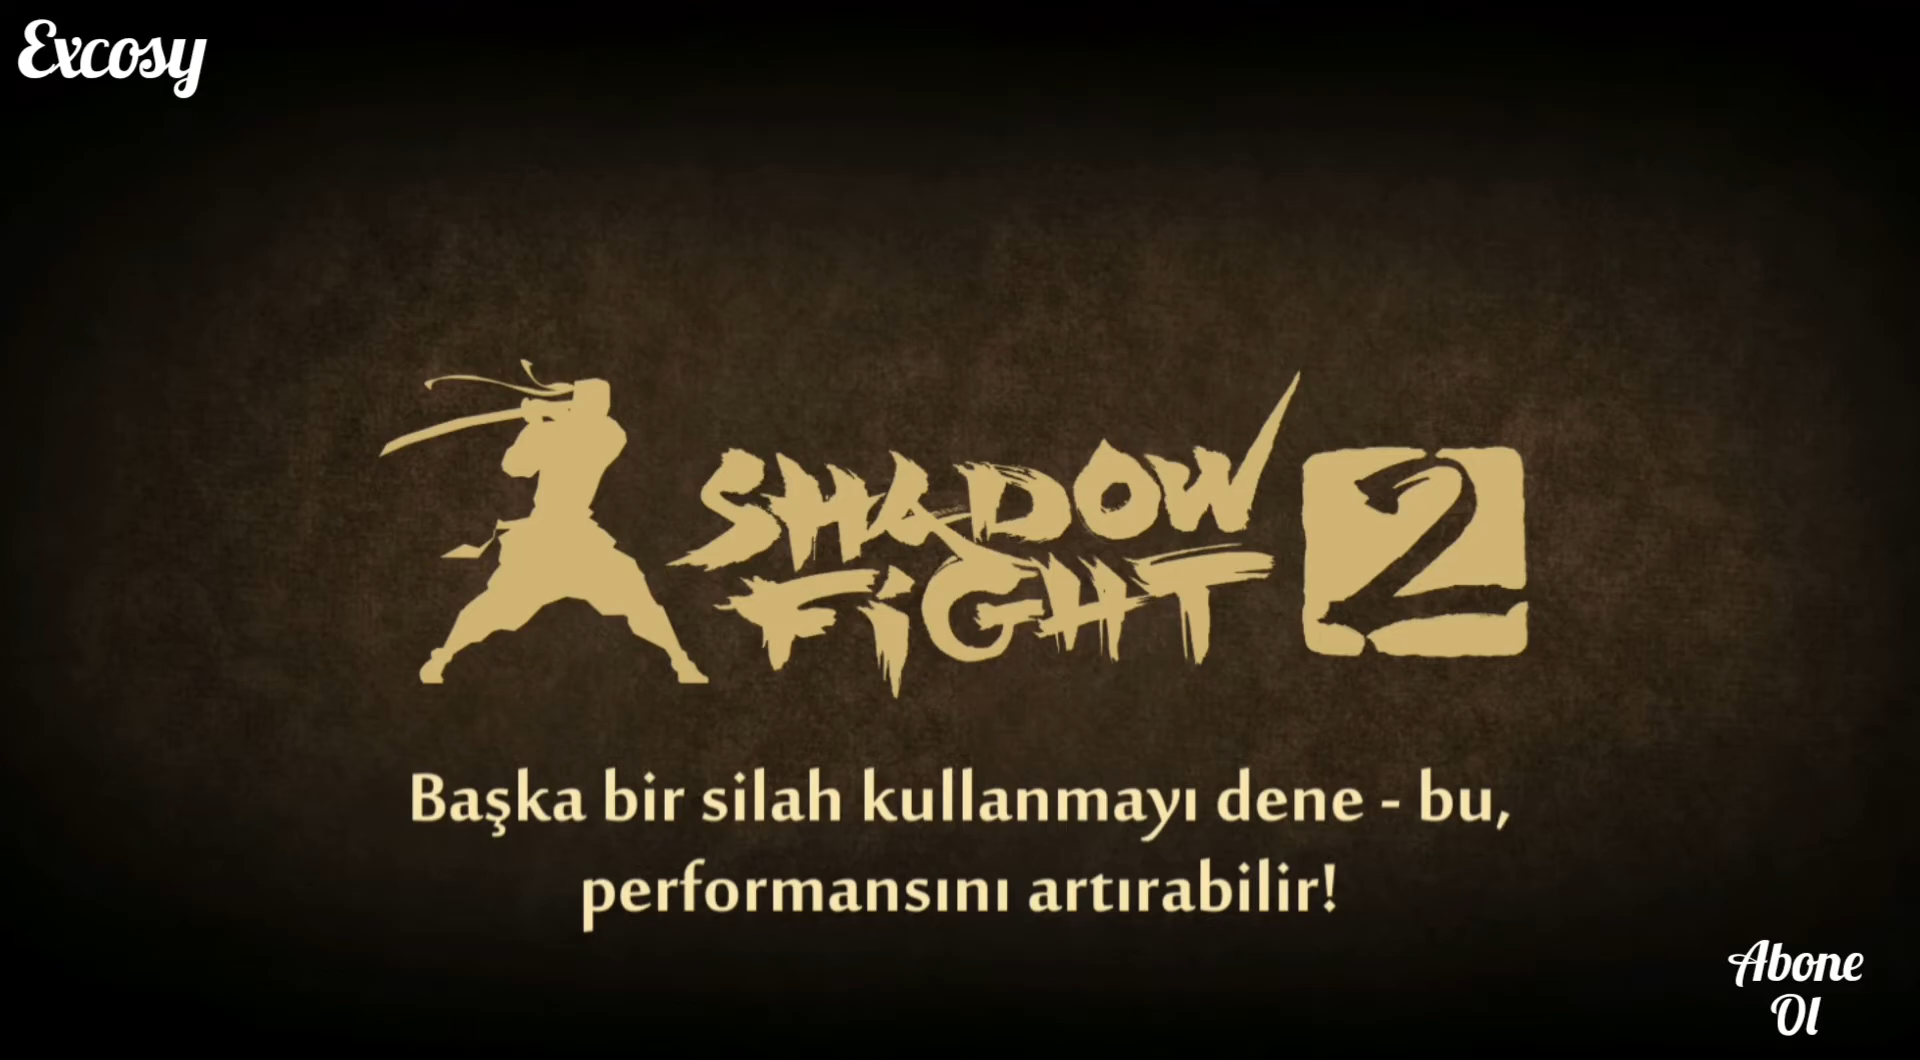 Excosy
SHADOW
FiGHT
2
Başka bir silah kullanmayı dene - bu,
performansını artırabilir!
Abone
Ol